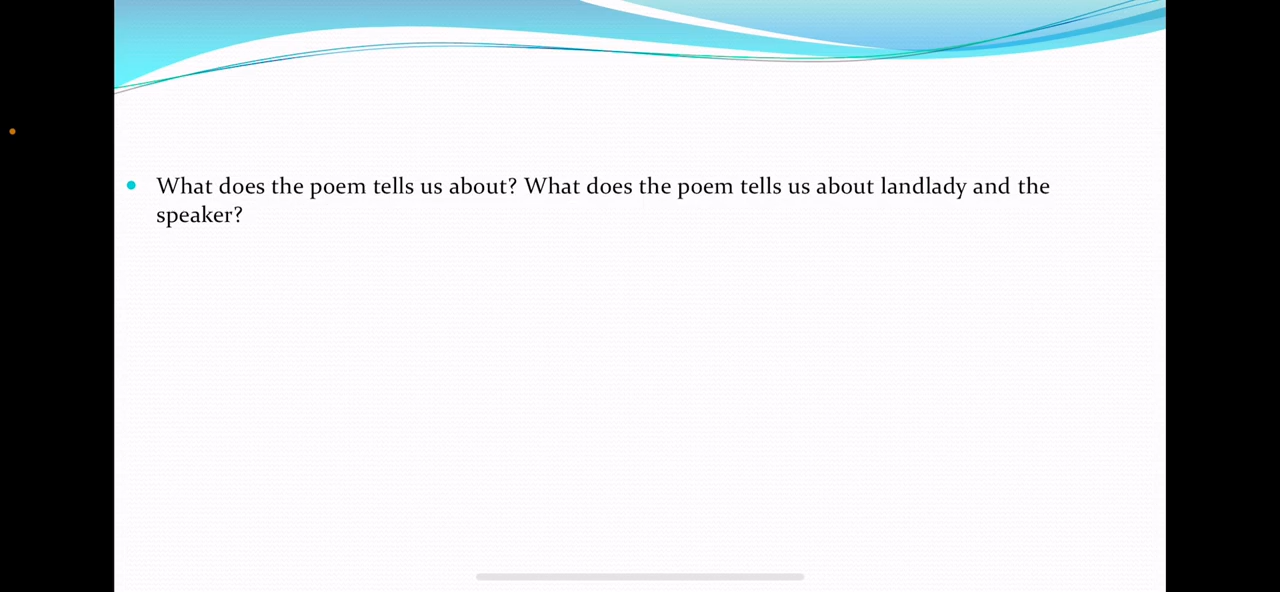 What does the poem tells us about? What does the poem tells us about landlady and the
speaker?